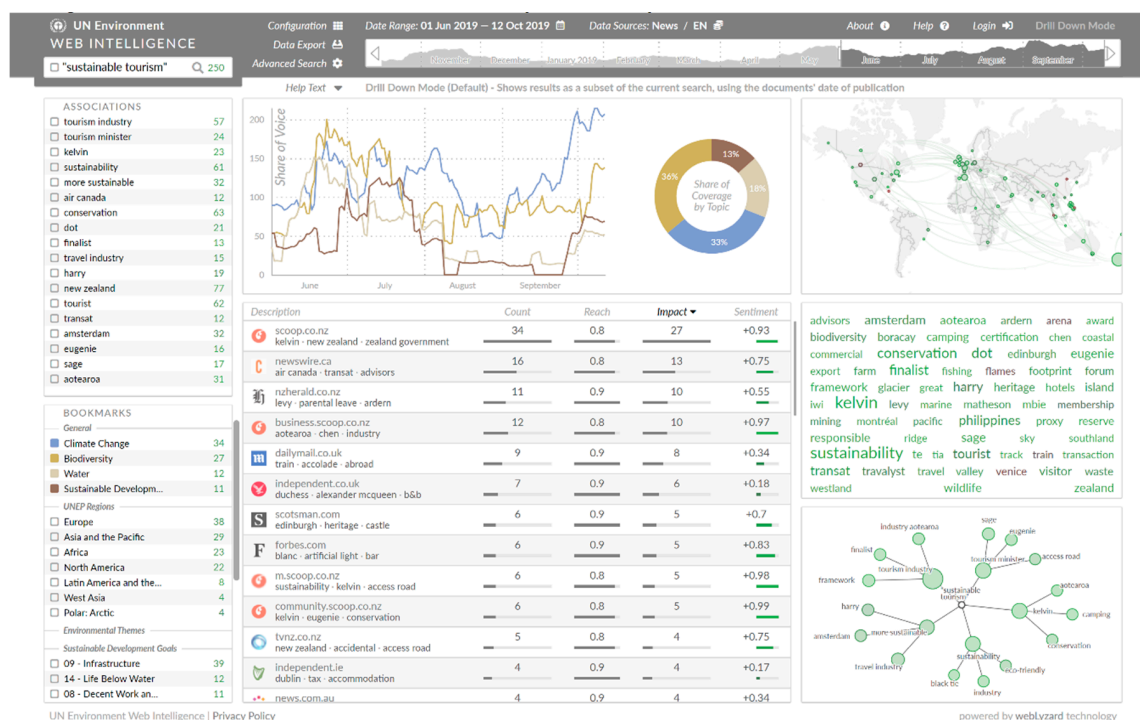 UN Environment
WEB INTELLIGENCE
Configuration
Data Export
Advanced Search
Date Range: 01 Jun 2019 — 12 Oct 2019
Data Sources: News / EN
About
Help
Login
Drill Down Mode
"sustainable tourism" 250
November December January 2019 February March April May June July August September
Help Text
Drill Down Mode (Default) - Shows results as a subset of the current search, using the documents' date of publication
ASSOCIATIONS
tourism industry 57
tourism minister 24
kelvin 23
sustainability 61
more sustainable 32
air canada 12
conservation 63
dot 21
finalist 13
travel industry 15
harry 19
new zealand 77
tourist 62
transat 12
amsterdam 32
eugenie 16
sage 17
aotearoa 31
BOOKMARKS
General
Climate Change 34
Biodiversity 27
Water 12
Sustainable Developm... 11
UNEP Regions
Europe 38
Asia and the Pacific 29
Africa 23
North America 22
Latin America and the... 8
West Asia 4
Polar: Arctic 4
Environmental Themes
Sustainable Development Goals
09 - Infrastructure 39
14 - Life Below Water 12
08 - Decent Work an... 11
Share of Voice
200
150
100
50
0
June July August September
13%
18%
33%
36%
Share of
Coverage
by Topic
Description Count Reach Impact Sentiment
scoop.co.nz 34 0.8 27 +0.93
kelvin · new zealand · zealand government
newswire.ca 16 0.8 13 +0.75
air canada · transat · advisors
nzherald.co.nz 11 0.9 10 +0.55
levy · parental leave · ardern
business.scoop.co.nz 12 0.8 10 +0.97
aotearoa · chen · industry
dailymail.co.uk 9 0.9 8 +0.34
train · accolade · abroad
independent.co.uk 7 0.9 6 +0.18
duchess · alexander mcqueen · b&b
scotsman.com 6 0.9 5 +0.7
edinburgh · heritage · castle
forbes.com 6 0.9 5 +0.83
blanc · artificial light · bar
m.scoop.co.nz 6 0.8 5 +0.98
sustainability · kelvin · access road
community.scoop.co.nz 6 0.8 5 +0.99
kelvin · eugenie · conservation
tvnz.co.nz 5 0.8 4 +0.75
new zealand · accidental · access road
independent.ie 4 0.9 4 +0.17
dublin · tax · accommodation
news.com.au 4 0.9 4 +0.34
advisors amsterdam aotearoa ardern arena award
biodiversity boracay camping certification chen coastal
commercial conservation dot edinburgh eugenie
export farm finalist fishing flames footprint forum
framework glacier great harry heritage hotels island
iwi kelvin levy marine matheson mbie membership
mining montréal pacific philippines proxy reserve
responsible ridge sage sky southland
sustainability te tia tourist track train transaction
transat travalyst travel valley venice visitor waste
westland wildlife zealand
sage
industry aotearoa
eugenie
finalist
tourism minister
access road
tourism industry
framework
sustainable
tourism
aotearoa
harry
kelvin
camping
amsterdam
more sustainable
conservation
travel industry
sustainability
eco-friendly
black tie
industry
UN Environment Web Intelligence | Privacy Policy
powered by webLyzard technology